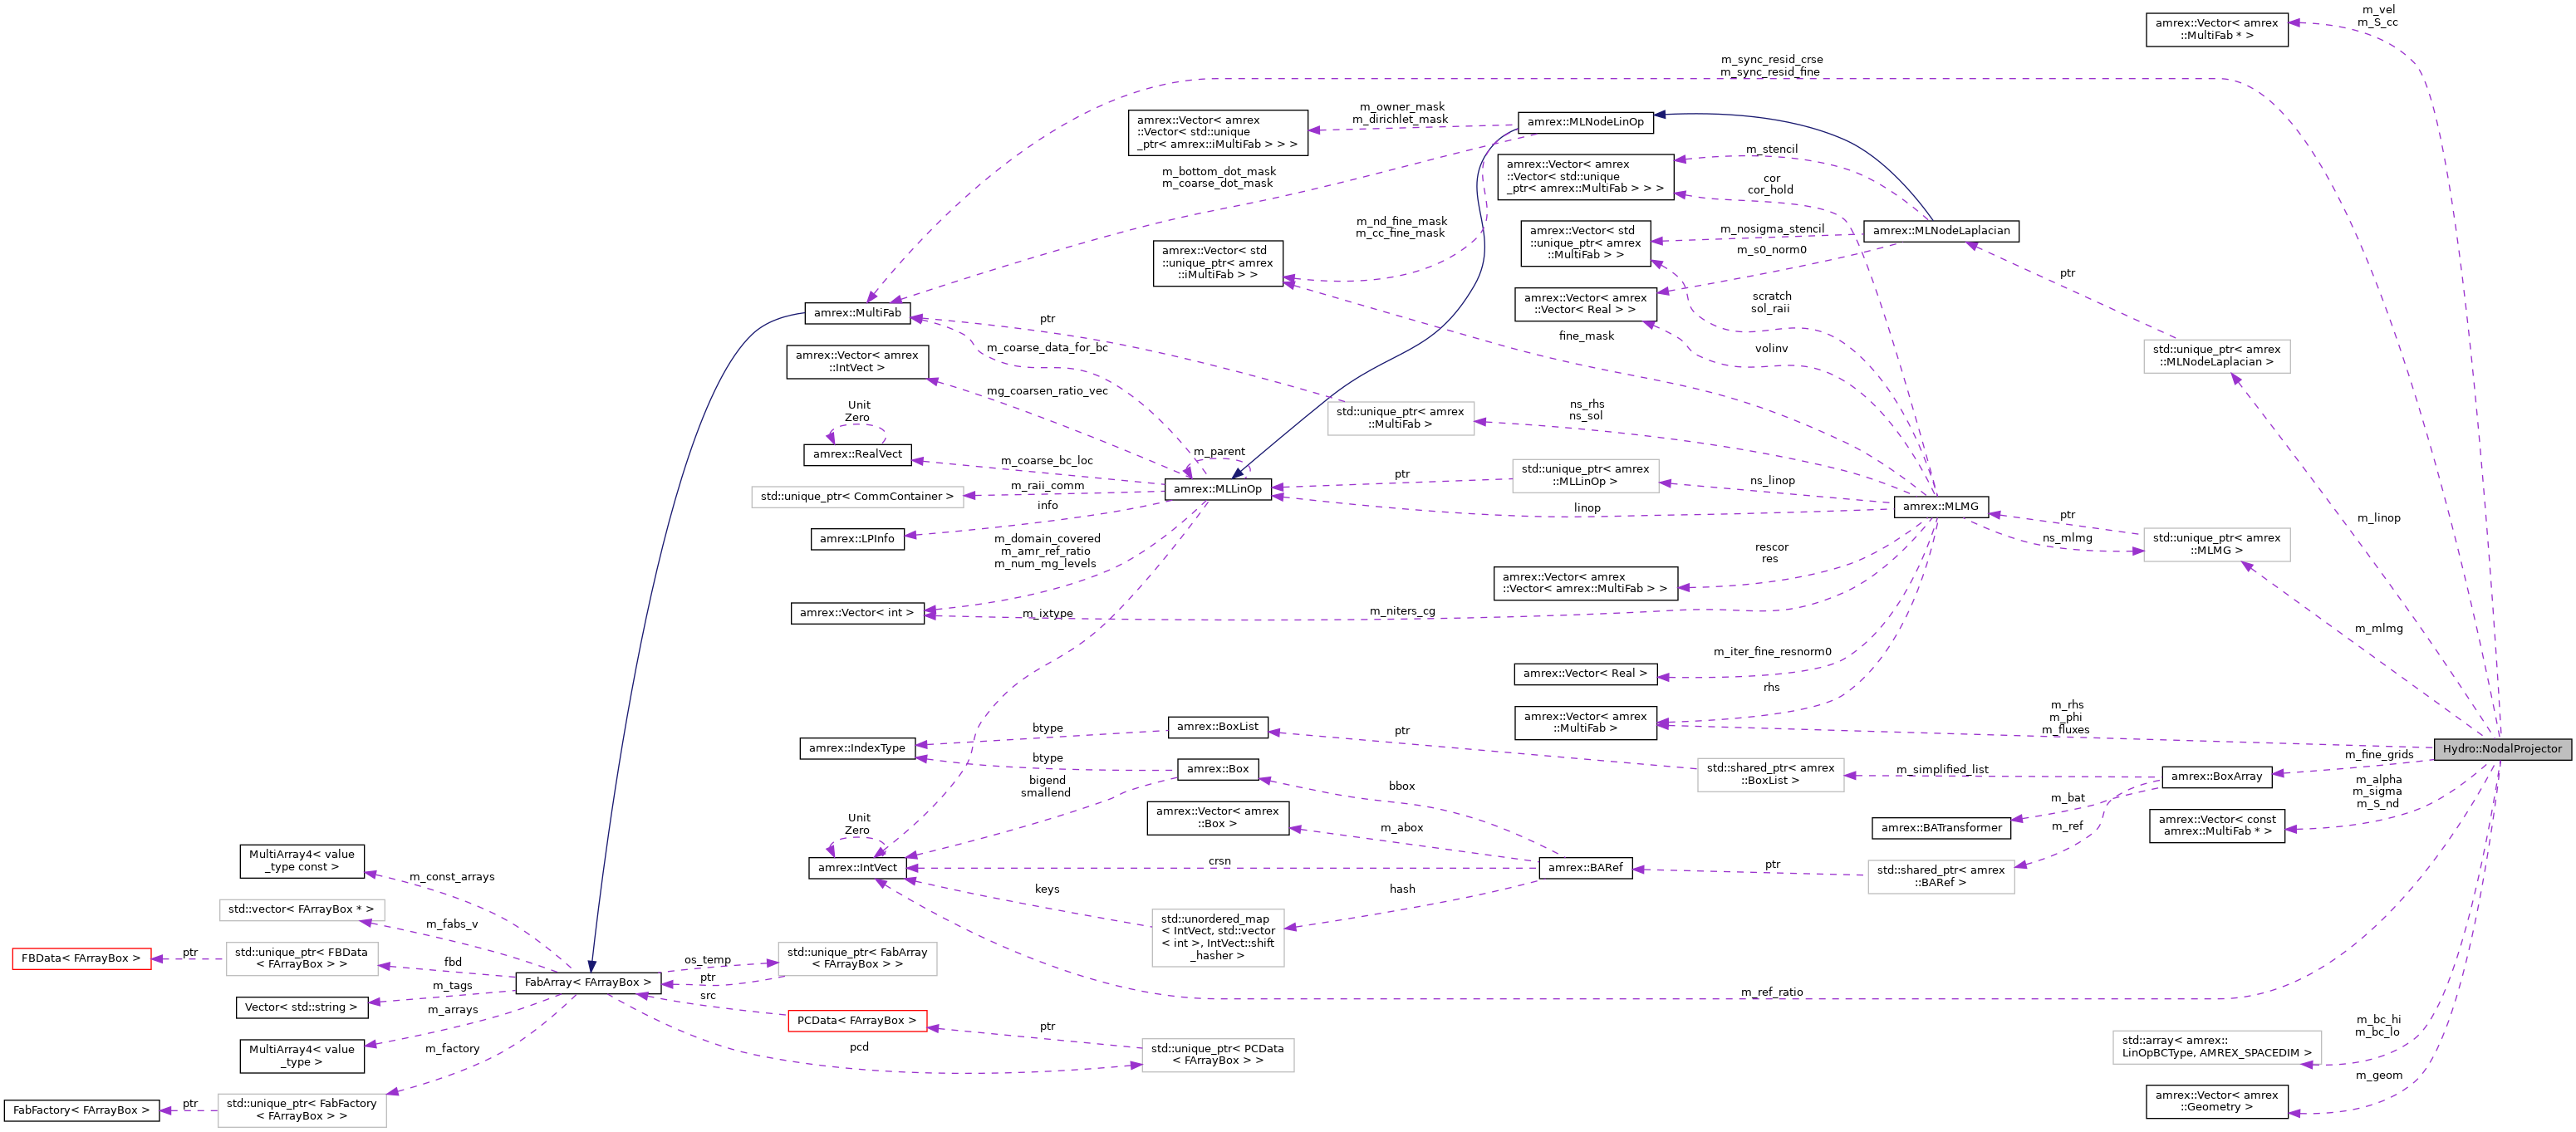 m_vel
m_S_cc
amrex::Vector< amrex
::MultiFab * >
m_sync_resid_crse
m_sync_resid_fine
m_owner_mask
m_dirichlet_mask
amrex::Vector< amrex
::Vector< std::unique
_ptr< amrex::iMultiFab > > >
amrex::MLNodeLinOp
m_bottom_dot_mask
m_coarse_dot_mask
m_stencil
amrex::Vector< amrex
::Vector< std::unique
_ptr< amrex::MultiFab > > >
cor
cor_hold
m_nd_fine_mask
m_cc_fine_mask
amrex::Vector< std
::unique_ptr< amrex
::iMultiFab > >
amrex::Vector< std
::unique_ptr< amrex
::MultiFab > >
m_nosigma_stencil
m_s0_norm0
amrex::MLNodeLaplacian
ptr
amrex::Vector< amrex
::Vector< Real > >
scratch
sol_raii
fine_mask
volinv
std::unique_ptr< amrex
::MLNodeLaplacian >
amrex::MultiFab
ptr
m_coarse_data_for_bc
amrex::Vector< amrex
::IntVect >
mg_coarsen_ratio_vec
Unit
Zero
amrex::RealVect
std::unique_ptr< amrex
::MultiFab >
ns_rhs
ns_sol
m_parent
m_coarse_bc_loc
std::unique_ptr< CommContainer >
m_raii_comm
amrex::MLLinOp
ptr
std::unique_ptr< amrex
::MLLinOp >
ns_linop
linop
amrex::MLMG
info
amrex::LPInfo
m_domain_covered
m_amr_ref_ratio
m_num_mg_levels
ptr
ns_mlmg
std::unique_ptr< amrex
::MLMG >
m_linop
rescor
res
amrex::Vector< amrex
::Vector< amrex::MultiFab > >
amrex::Vector< int >
m_ixtype
m_niters_cg
m_mlmg
m_iter_fine_resnorm0
amrex::Vector< Real >
rhs
amrex::Vector< amrex
::MultiFab >
m_rhs
m_phi
m_fluxes
Hydro::NodalProjector
amrex::IndexType
btype
amrex::BoxList
ptr
std::shared_ptr< amrex
::BoxList >
m_simplified_list
amrex::BoxArray
m_fine_grids
btype
amrex::Box
bigend
smallend
bbox
m_alpha
m_sigma
m_S_nd
m_bat
amrex::BATransformer
m_ref
amrex::Vector< const
amrex::MultiFab * >
amrex::Vector< amrex
::Box >
m_abox
Unit
Zero
amrex::IntVect
crsn
amrex::BARef
ptr
std::shared_ptr< amrex
::BARef >
keys
hash
std::unordered_map
< IntVect, std::vector
< int >, IntVect::shift
_hasher >
MultiArray4< value
_type const >
m_const_arrays
std::vector< FArrayBox * >
m_fabs_v
FBData< FArrayBox >
ptr
std::unique_ptr< FBData
< FArrayBox > >
fbd
Vector< std::string >
m_tags
FabArray< FArrayBox >
os_temp
ptr
src
std::unique_ptr< FabArray
< FArrayBox > >
m_ref_ratio
m_arrays
MultiArray4< value
_type >
PCData< FArrayBox >
ptr
std::unique_ptr< PCData
< FArrayBox > >
pcd
m_factory
FabFactory< FArrayBox >
ptr
std::unique_ptr< FabFactory
< FArrayBox > >
m_bc_hi
m_bc_lo
std::array< amrex::
LinOpBCType, AMREX_SPACEDIM >
m_geom
amrex::Vector< amrex
::Geometry >